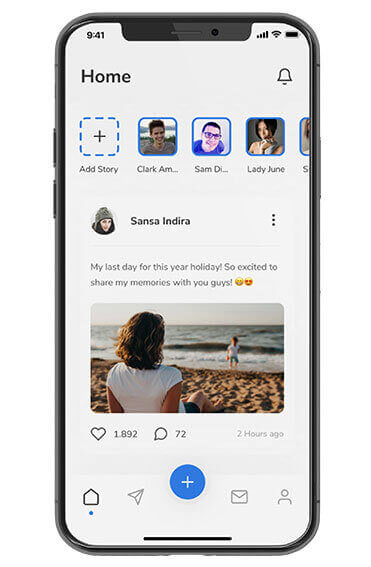 9:41
Home
Add Story
Clark Am...
Sam Di...
Lady June
S
Sansa Indira
My last day for this year holiday! So excited to
share my memories with you guys! 😁😍
1.892
72
2 Hours ago